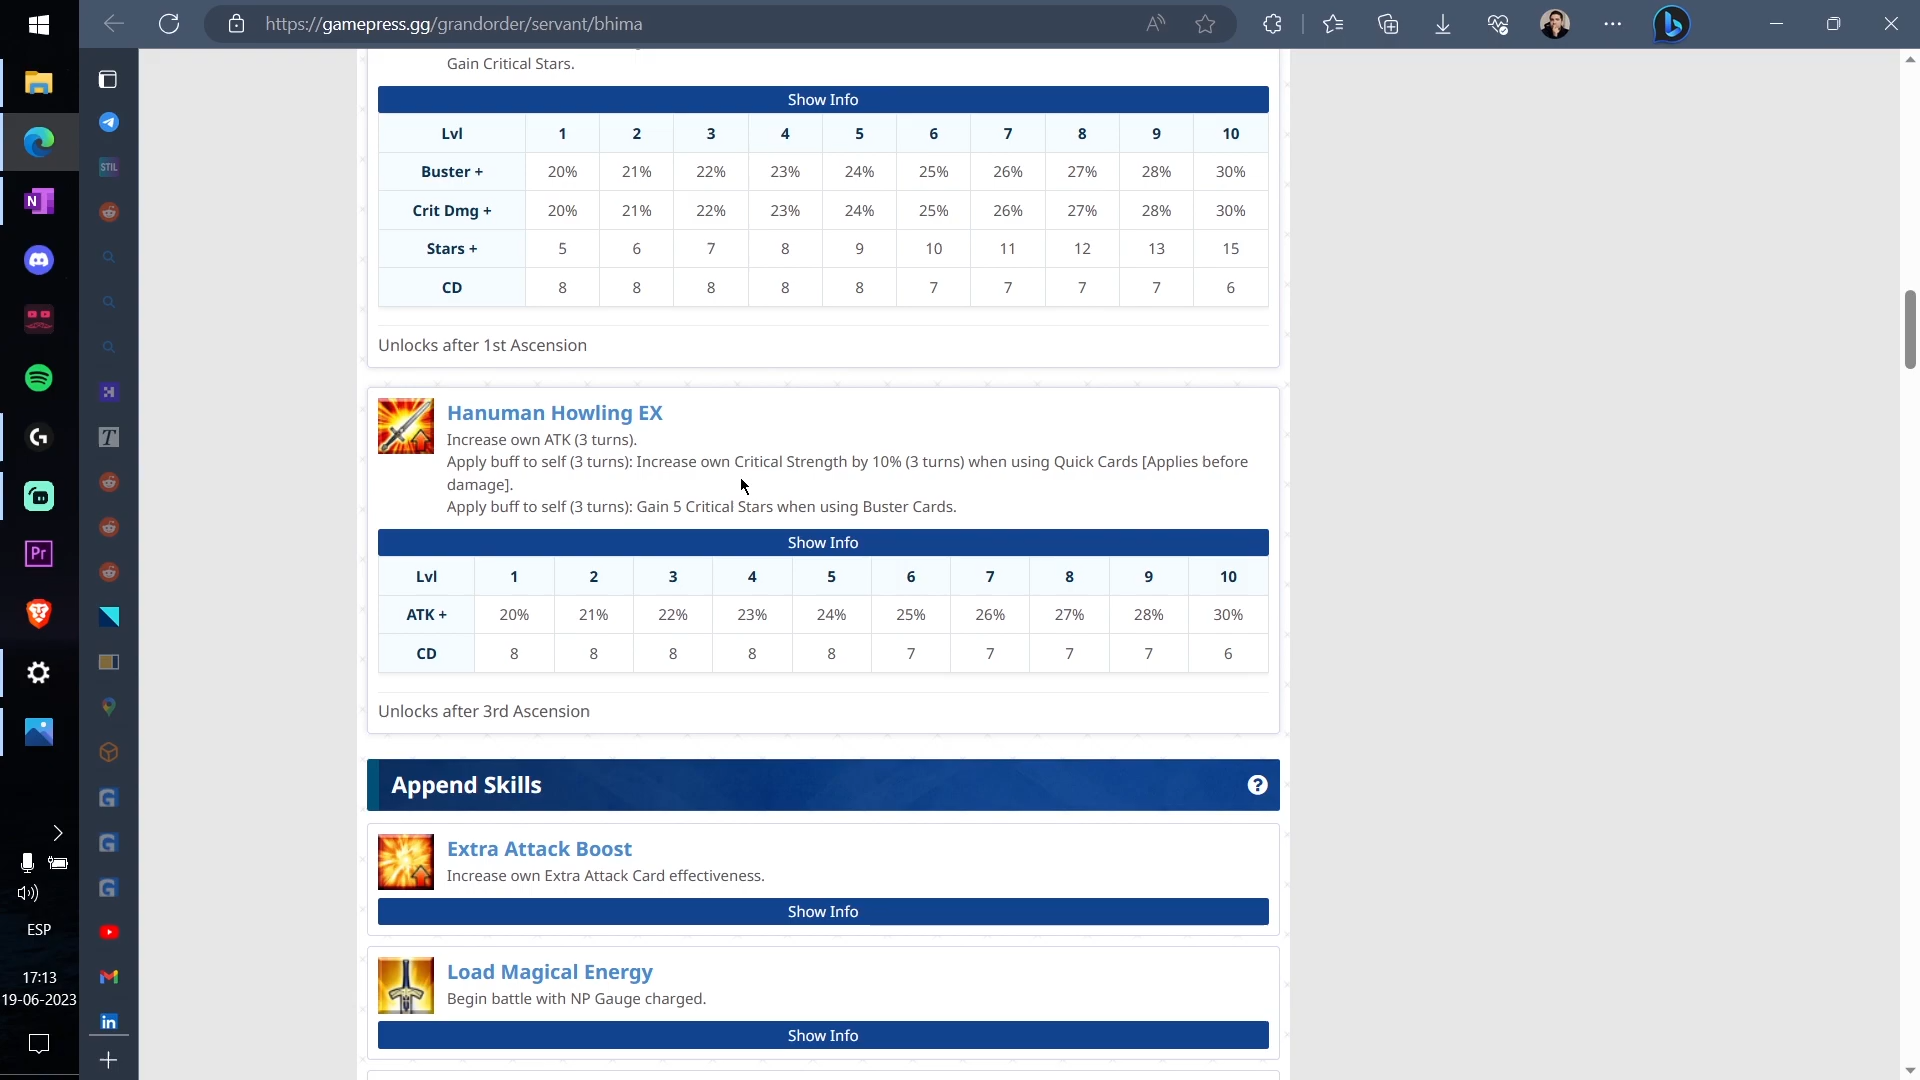 https://gamepress.gg/grandorder/servant/bhima
Gain Critical Stars.
Show Info
Lvl 1 2 3 4 5 6 7 8 9 10
Buster + 20% 21% 22% 23% 24% 25% 26% 27% 28% 30%
Crit Dmg + 20% 21% 22% 23% 24% 25% 26% 27% 28% 30%
Stars + 5 6 7 8 9 10 11 12 13 15
CD 8 8 8 8 8 7 7 7 7 6
Unlocks after 1st Ascension
Hanuman Howling EX
Increase own ATK (3 turns).
Apply buff to self (3 turns): Increase own Critical Strength by 10% (3 turns) when using Quick Cards [Applies before
damage].
Apply buff to self (3 turns): Gain 5 Critical Stars when using Buster Cards.
Show Info
Lvl 1 2 3 4 5 6 7 8 9 10
ATK + 20% 21% 22% 23% 24% 25% 26% 27% 28% 30%
CD 8 8 8 8 8 7 7 7 7 6
Unlocks after 3rd Ascension
Append Skills
Extra Attack Boost
Increase own Extra Attack Card effectiveness.
Show Info
Load Magical Energy
Begin battle with NP Gauge charged.
Show Info
STIL
N
T
Pr
in
ESP
17:13
19-06-2023